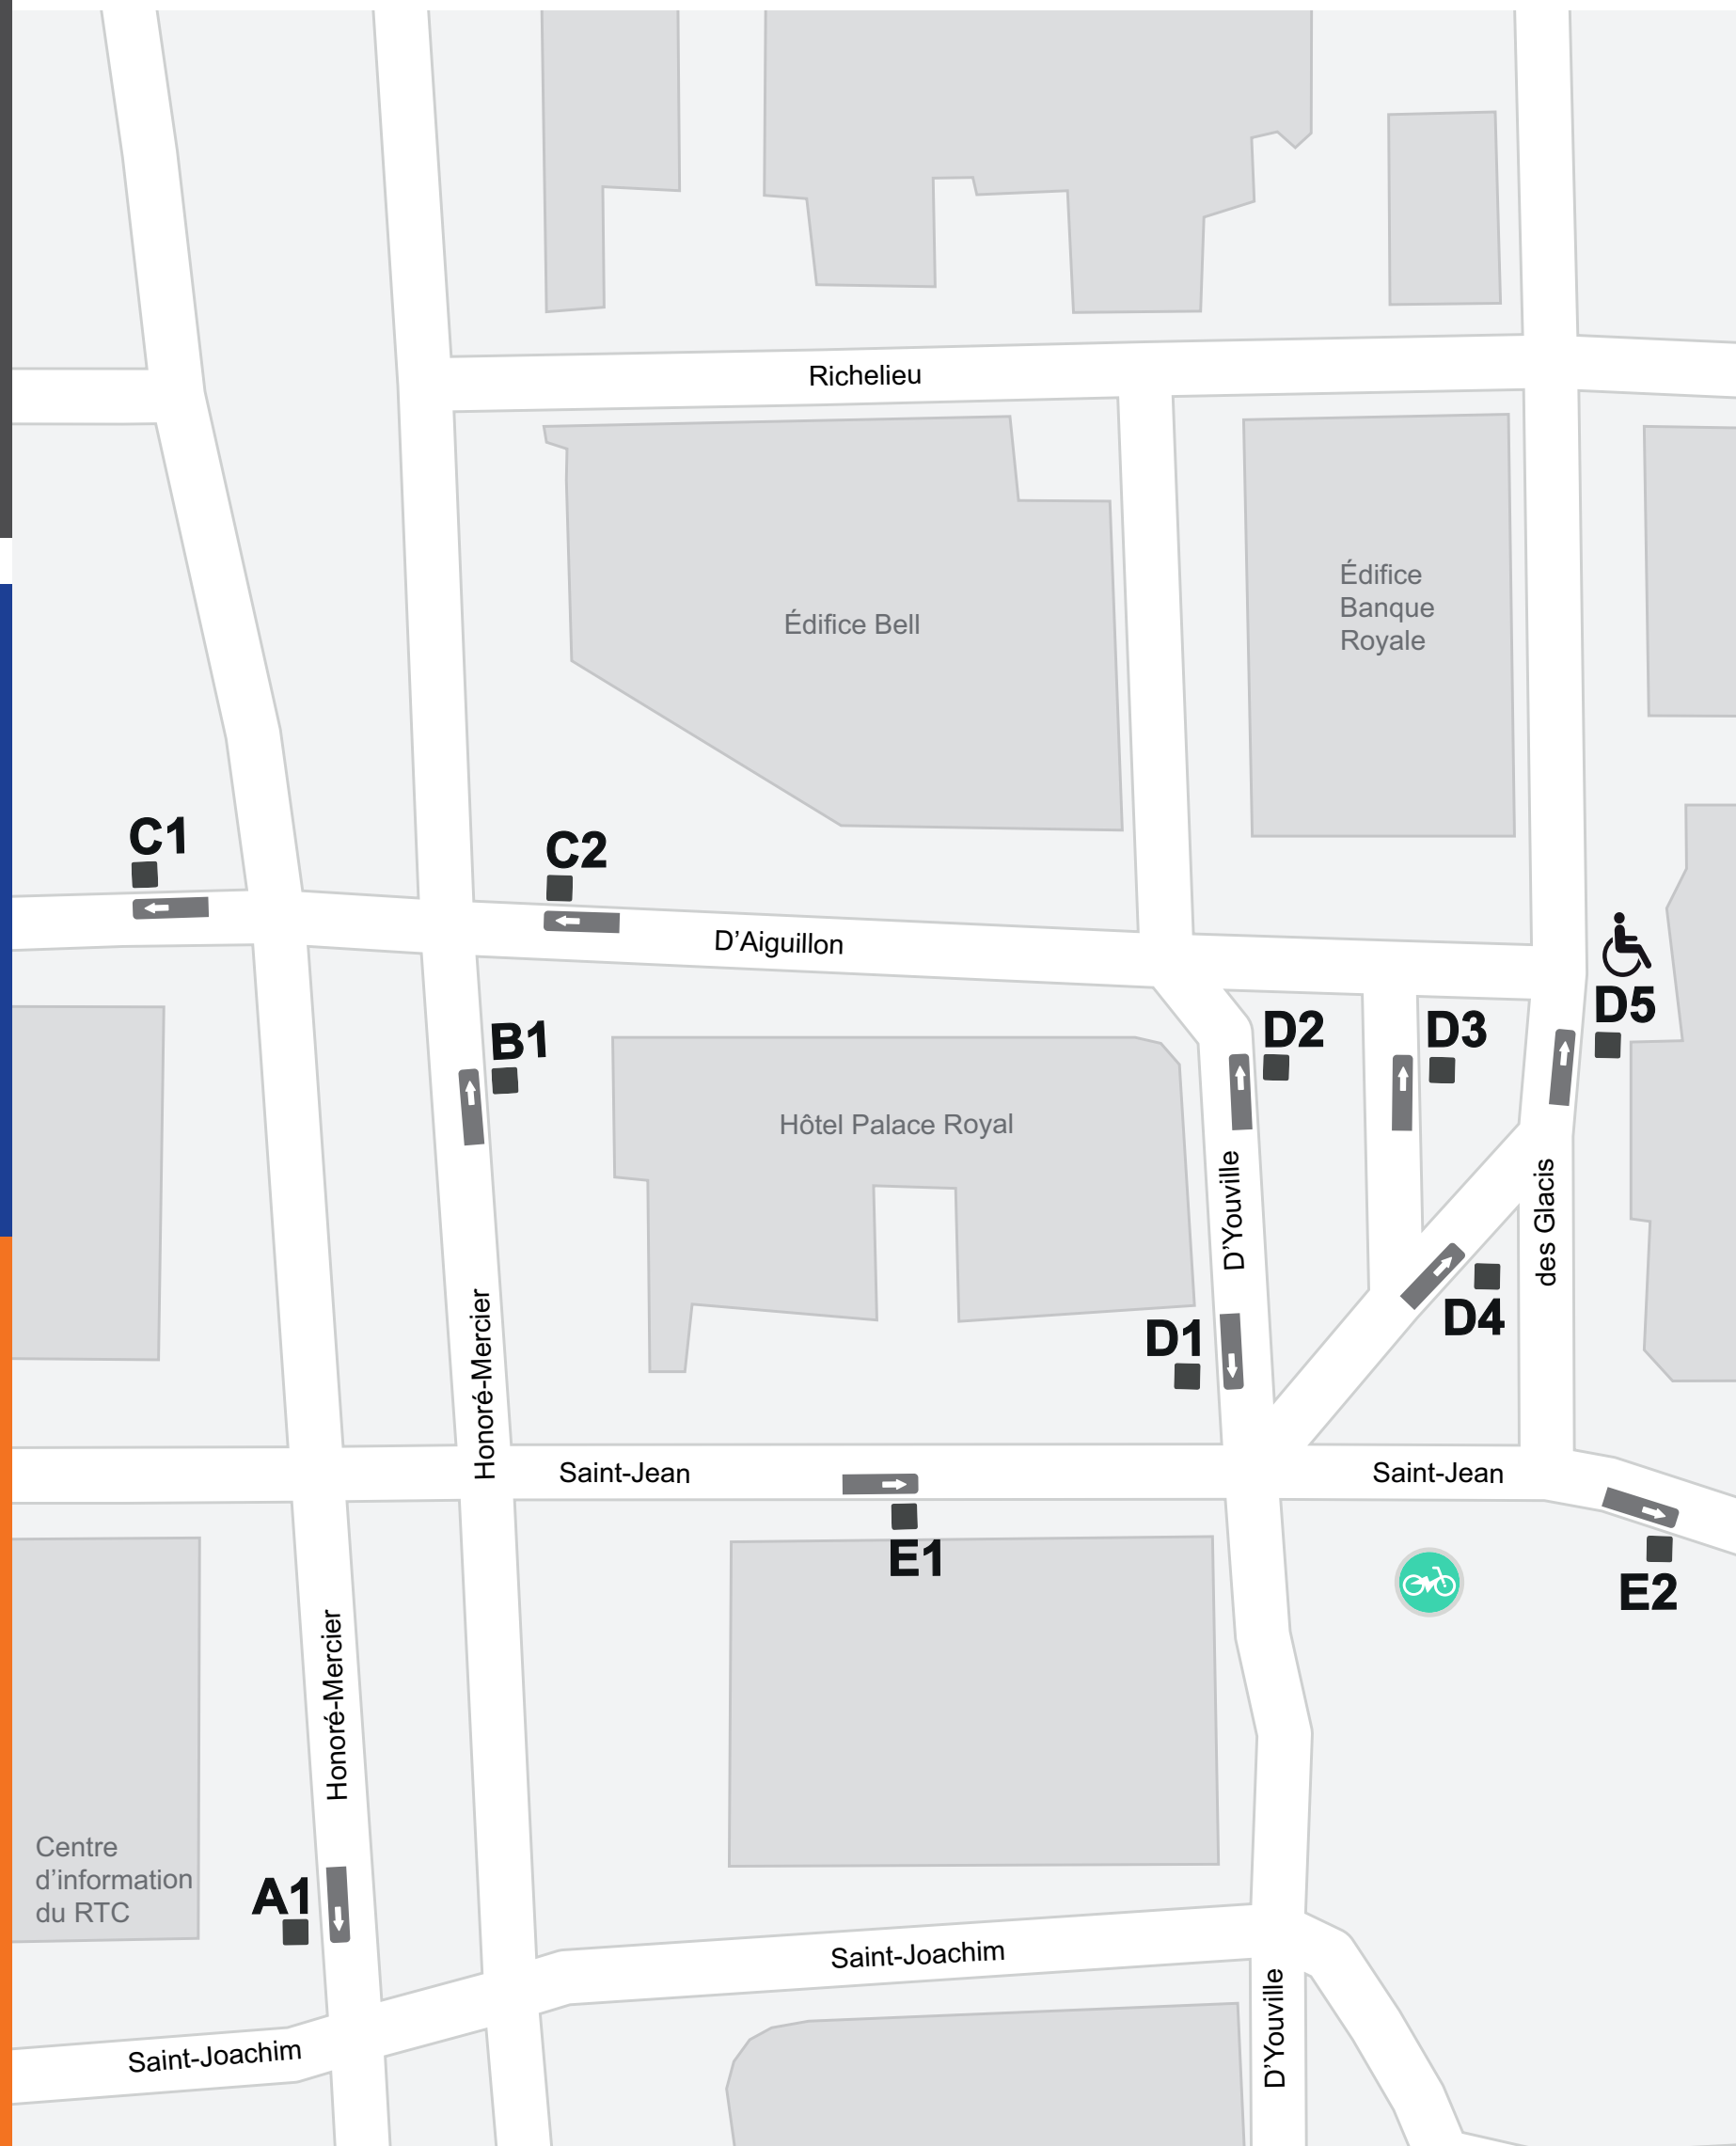 Richelieu
Édifice
Banque
Royale
Édifice Bell
C1
C2
D'Aiguillon
D5
B1
D2
D3
Hôtel Palace Royal
D'Youville
des Glacis
D4
D1
Honoré-Mercier
Saint-Jean
Saint-Jean
E1
E2
Honoré-Mercier
Centre
d'information
du RTC
A1
Saint-Joachim
D'Youville
Saint-Joachim